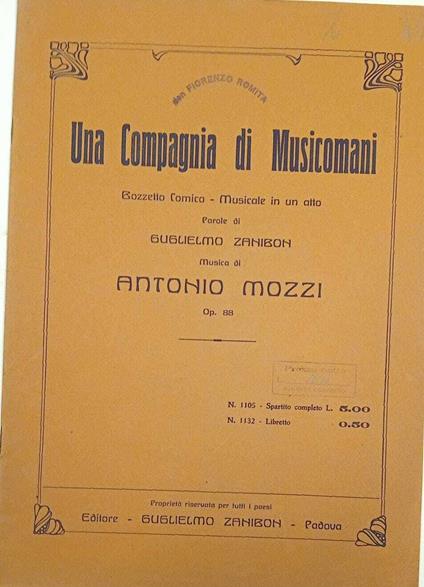 don FIORENZO ROMITA
Una Compagnia di Musicomani
Bozzetto Comico - Musicale in un atto
Parole di
GUGLIELMO ZANIBON
Musica di
ANTONIO MOZZI
Op. 88
N. 1105 - Spartito completo L. 5.00
N. 1132 - Libretto 0.50
Proprietà riservata per tutti i paesi
Editore - GUGLIELMO ZANIBON - Padova